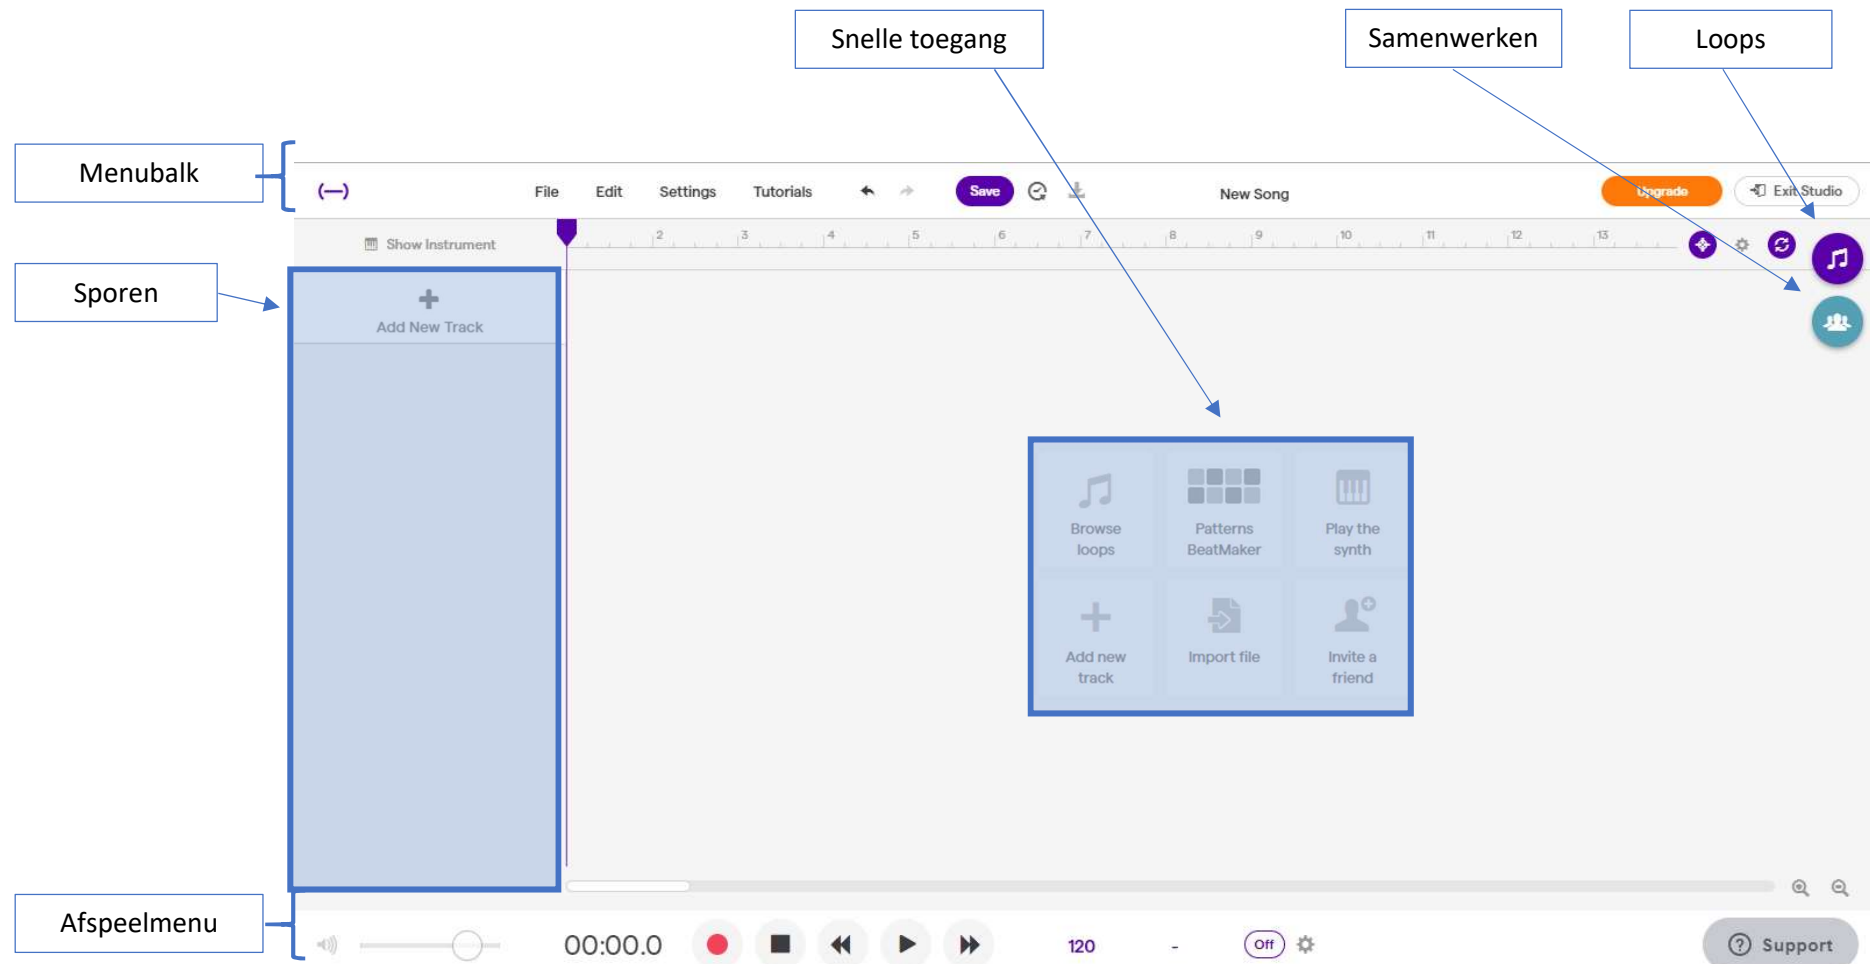 Snelle toegang
Samenwerken
Loops
Menubalk
(—)
File Edit Settings Tutorials Save New Song Upgrade Exit Studio
Show Instrument
2 3 4 5 6 7 8 9 10 11 12 13
Sporen
Add New Track
Browse
loops
Patterns
BeatMaker
Play the
synth
Add new
track
Import file
Invite a
friend
Afspeelmenu
00:00.0 120 - Off Support